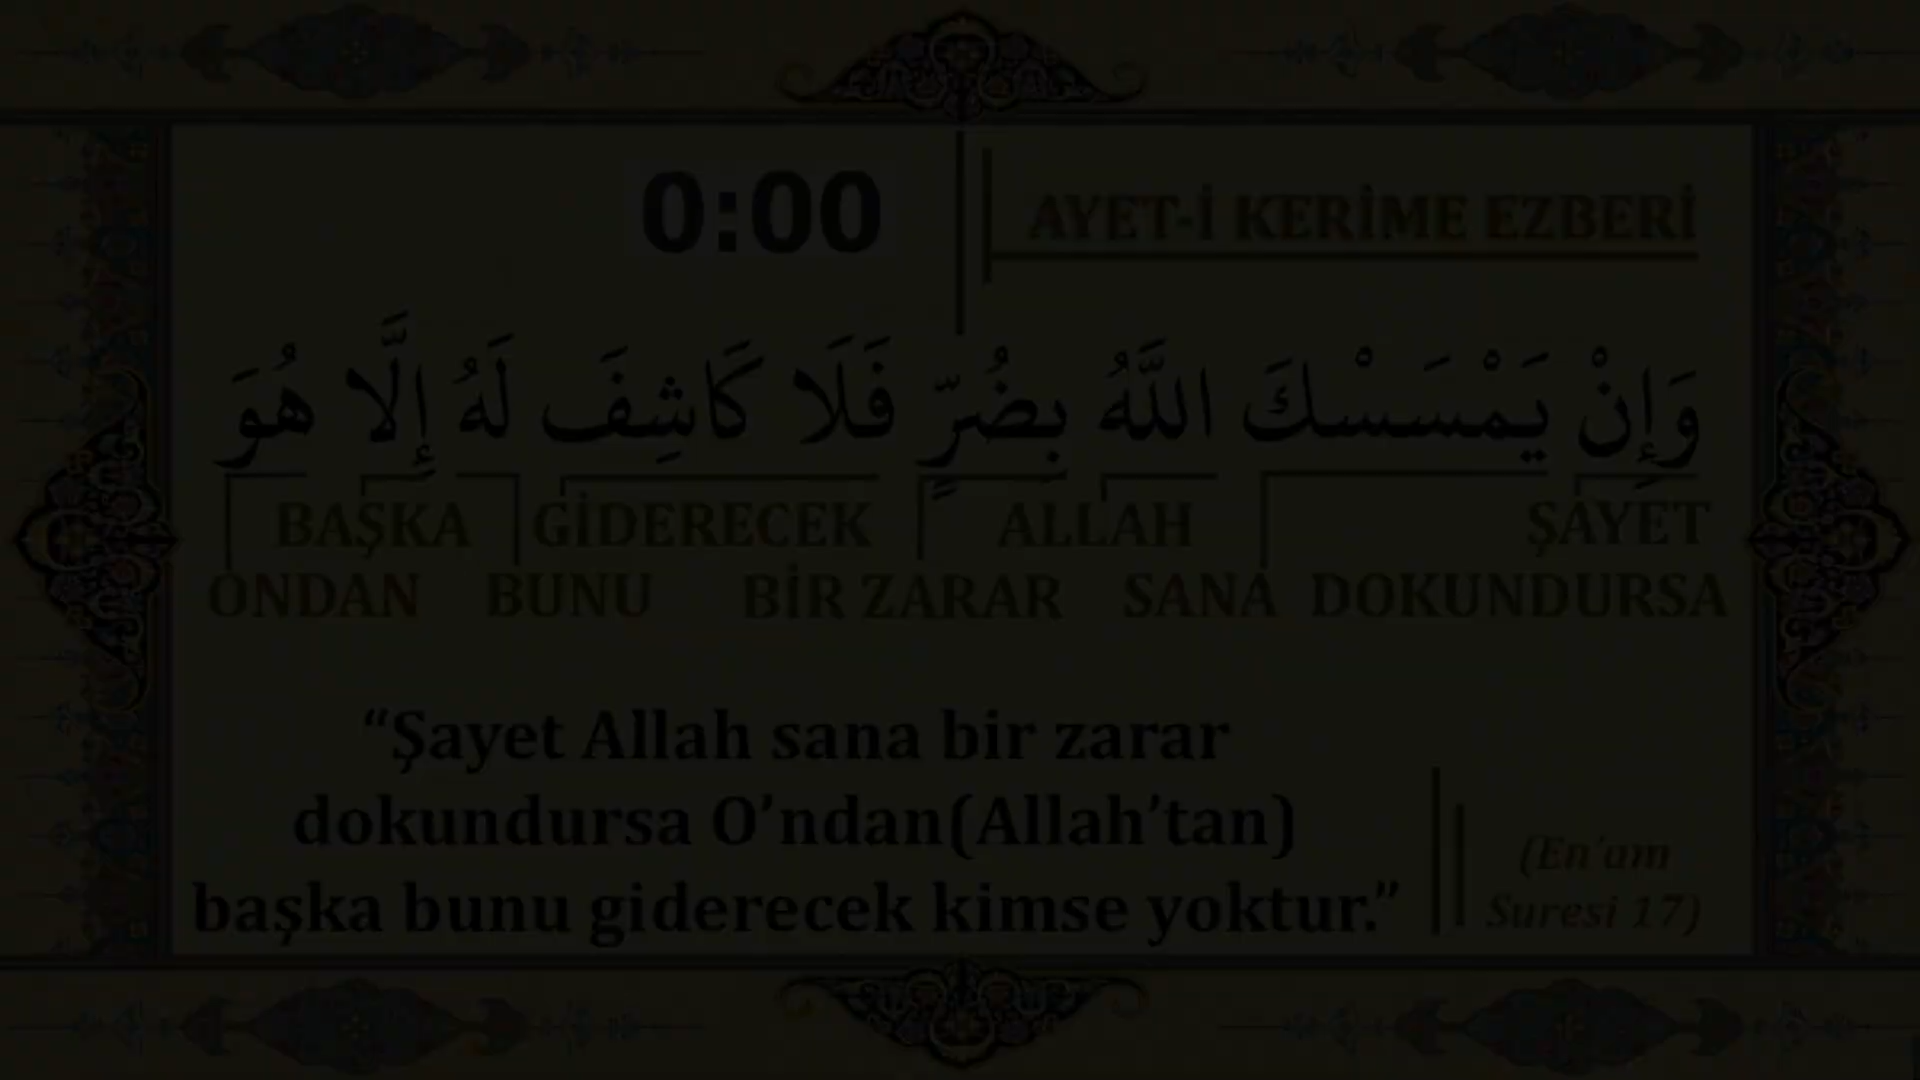 0:00
AYET-İ KERİME EZBERİ
وَإِنْ يَمْسَسْكَ اللَّهُ بِضُرٍّ فَلَا كَاشِفَ لَهُ إِلَّا هُوَ
BAŞKA GİDERECEK ALLAH ŞAYET
ONDAN BUNU BİR ZARAR SANA DOKUNDURSA
“Şayet Allah sana bir zarar
dokundursa O’ndan(Allah’tan)
başka bunu giderecek kimse yoktur.”
(En’am
Suresi 17)